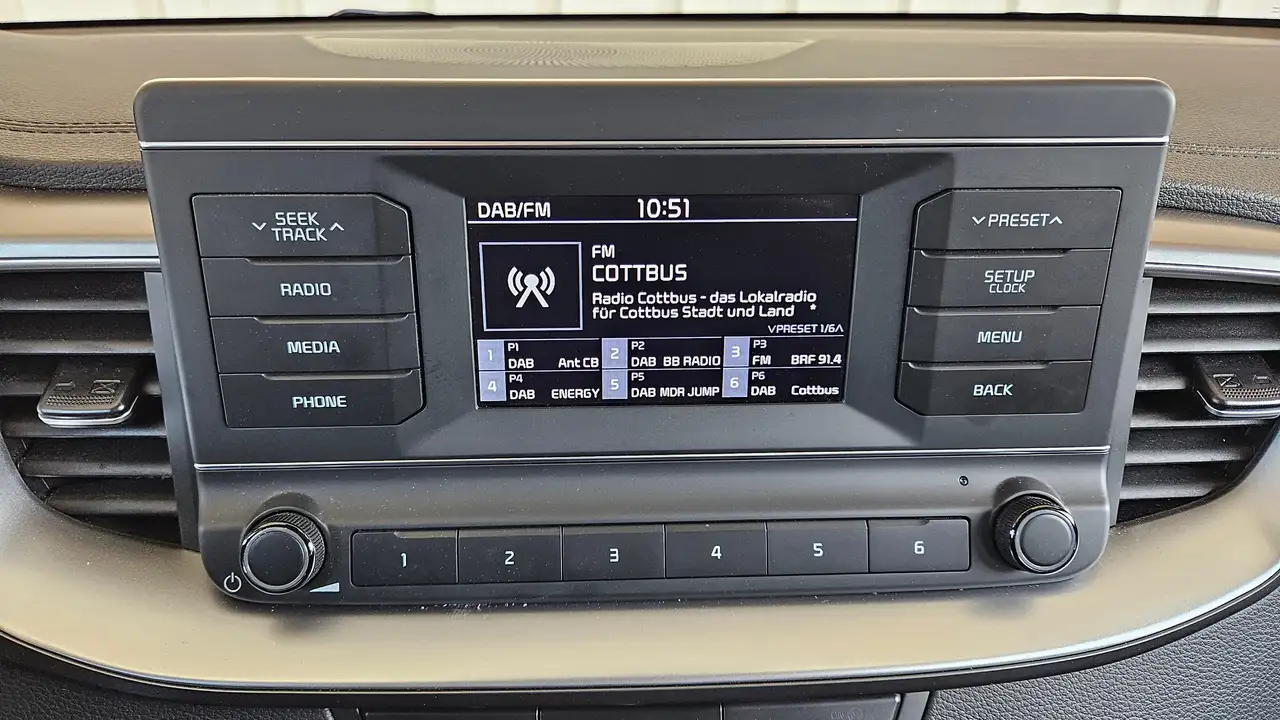 SEEK
TRACK
RADIO
MEDIA
PHONE
DAB/FM 10:51
FM
COTTBUS
Radio Cottbus - das Lokalradio
für Cottbus Stadt und Land *
PRESET 1/6
1 P1 DAB Ant CB
2 P2 DAB BB RADIO
3 P3 FM BRF 91.4
4 P4 DAB ENERGY
5 P5 DAB MDR JUMP
6 P6 DAB Cottbus
PRESET
SETUP
CLOCK
MENU
BACK
1 2 3 4 5 6